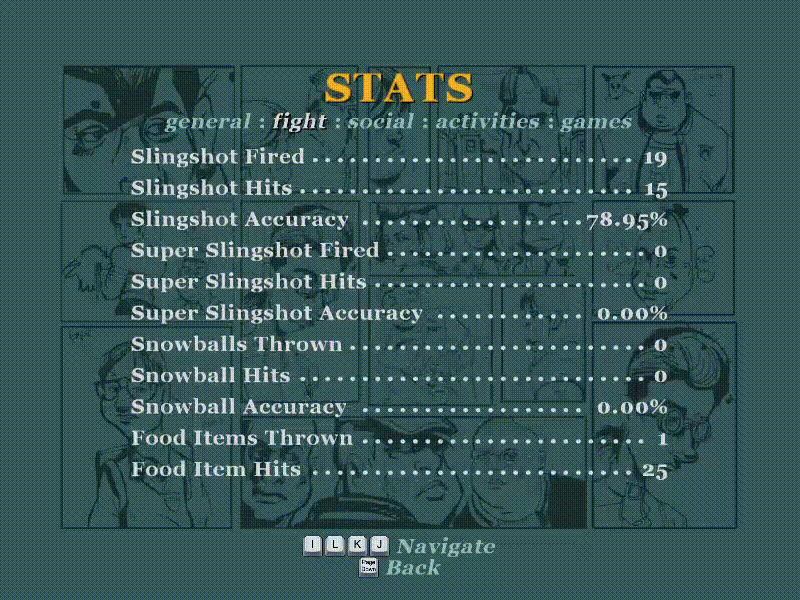 STATS
general : fight : social : activities : games
Slingshot Fired 19
Slingshot Hits 15
Slingshot Accuracy 78.95%
Super Slingshot Fired 0
Super Slingshot Hits 0
Super Slingshot Accuracy 0.00%
Snowballs Thrown 0
Snowball Hits 0
Snowball Accuracy 0.00%
Food Items Thrown 1
Food Item Hits 25
I L K J Navigate
Page Down Back